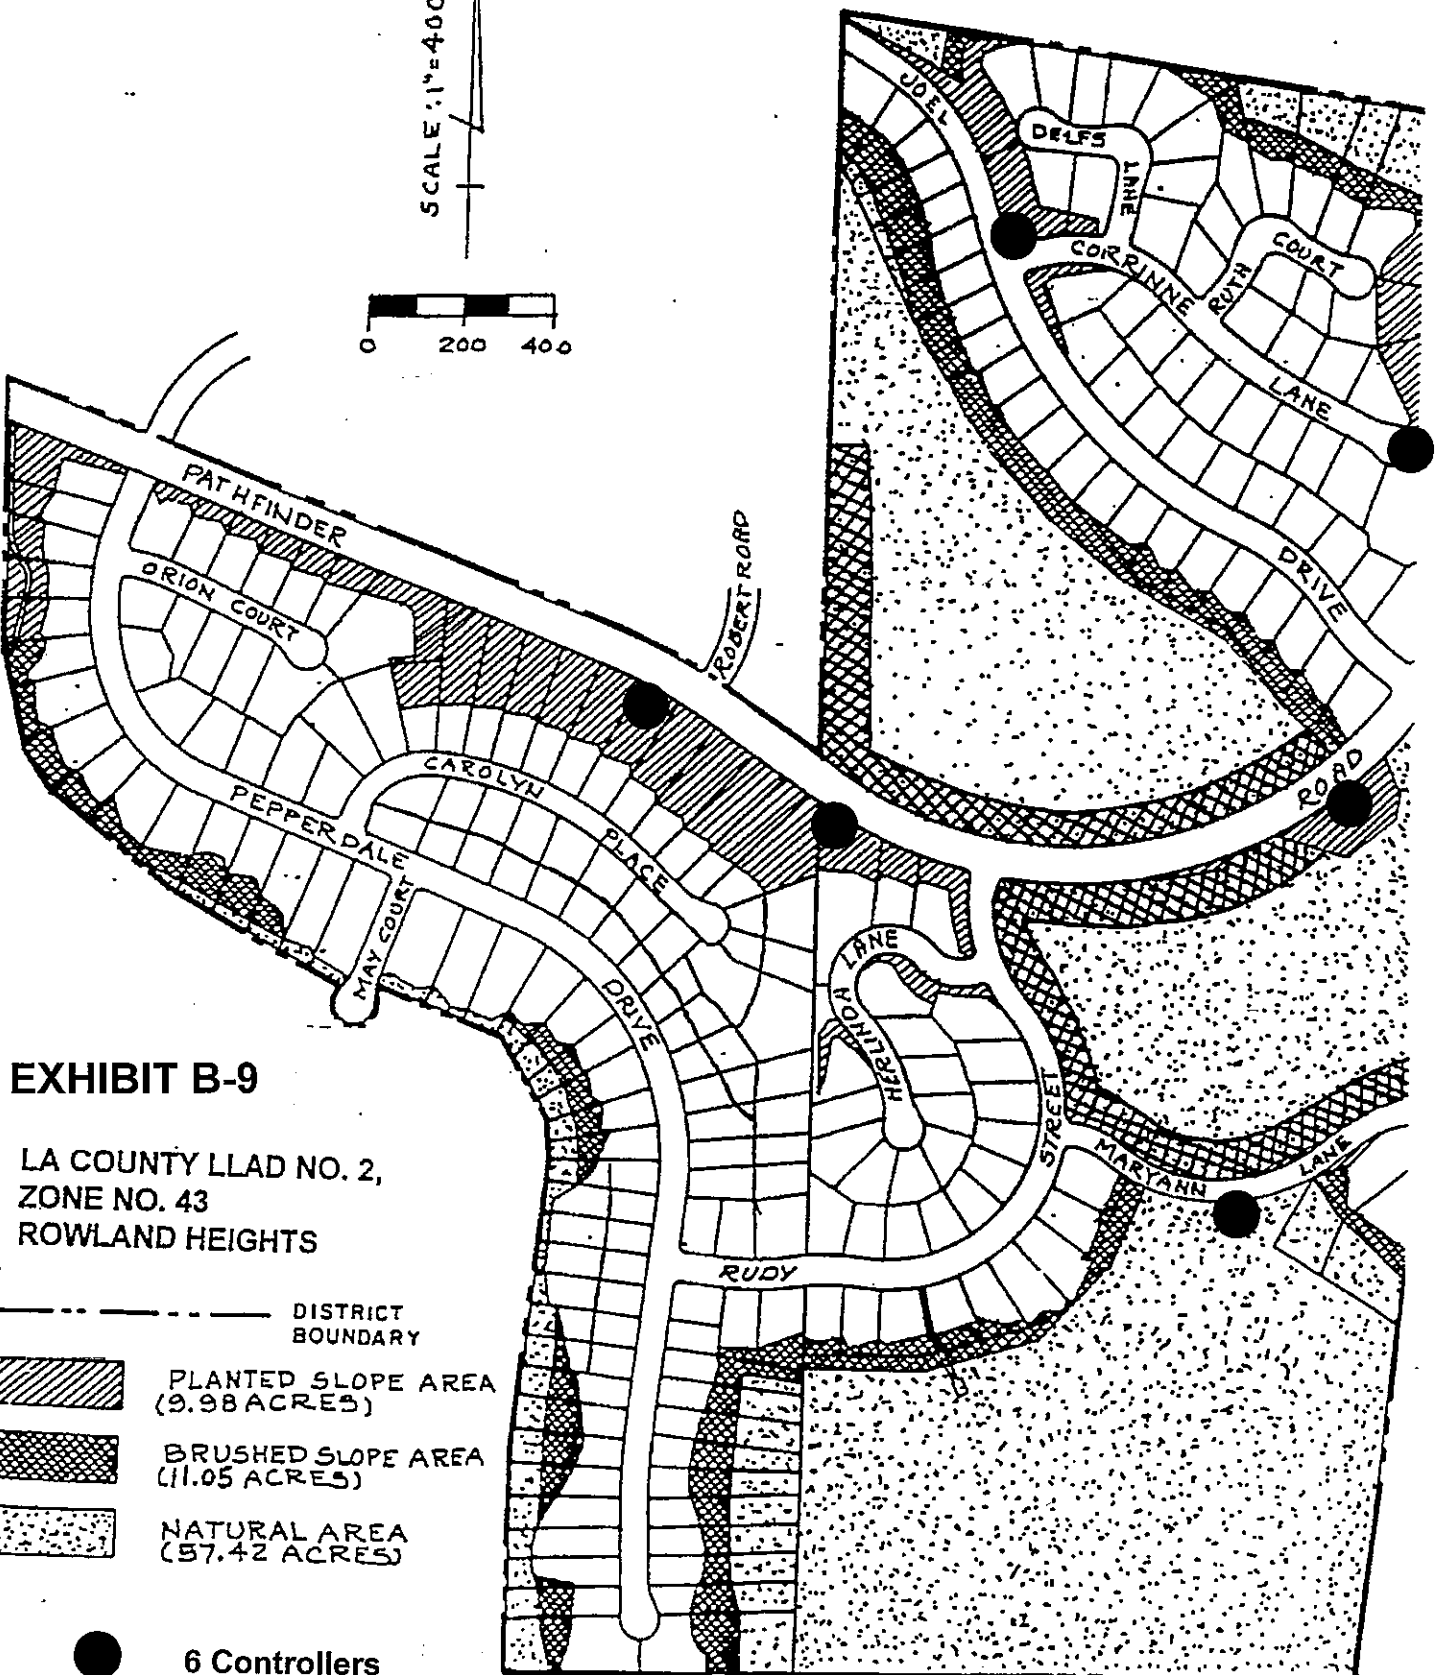 SCALE: 1"=400
0 200 400
JOEL
DELFS
LANE
CORRINNE
RUTH
COURT
LANE
DRIVE
PATHFINDER
ROBERT ROAD
ORION COURT
CAROLYN
PLACE
PEPPERDALE
MAY COURT
DRIVE
ROAD
LANE
HERLINDA
STREET
MARYANN
LANE
RUDY
EXHIBIT B-9
LA COUNTY LLAD NO. 2,
ZONE NO. 43
ROWLAND HEIGHTS
DISTRICT
BOUNDARY
PLANTED SLOPE AREA
(9.98 ACRES)
BRUSHED SLOPE AREA
(11.05 ACRES)
NATURAL AREA
(57.42 ACRES)
6 Controllers